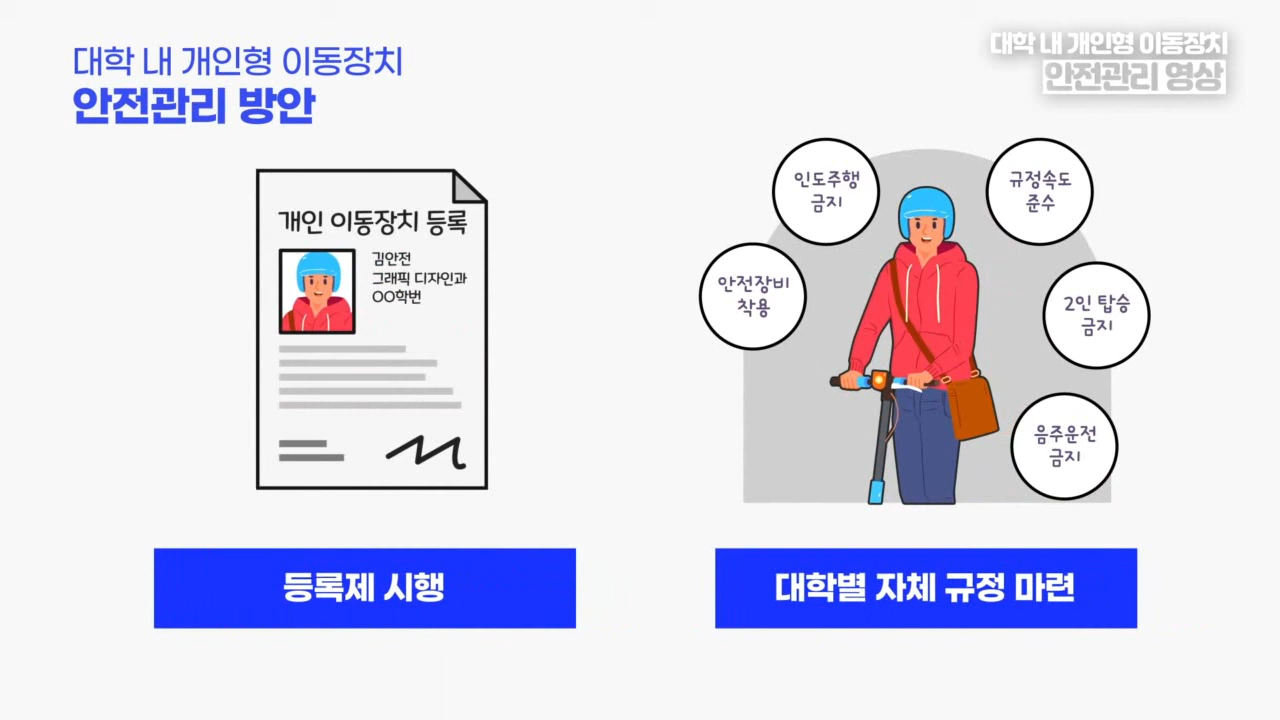 대학 내 개인형 이동장치
안전관리 방안
대학 내 개인형 이동장치
안전관리 영상
개인 이동장치 등록
김안전
그래픽 디자인과
OO학번
인도주행
금지
규정속도
준수
안전장비
착용
2인 탑승
금지
음주운전
금지
등록제 시행
대학별 자체 규정 마련